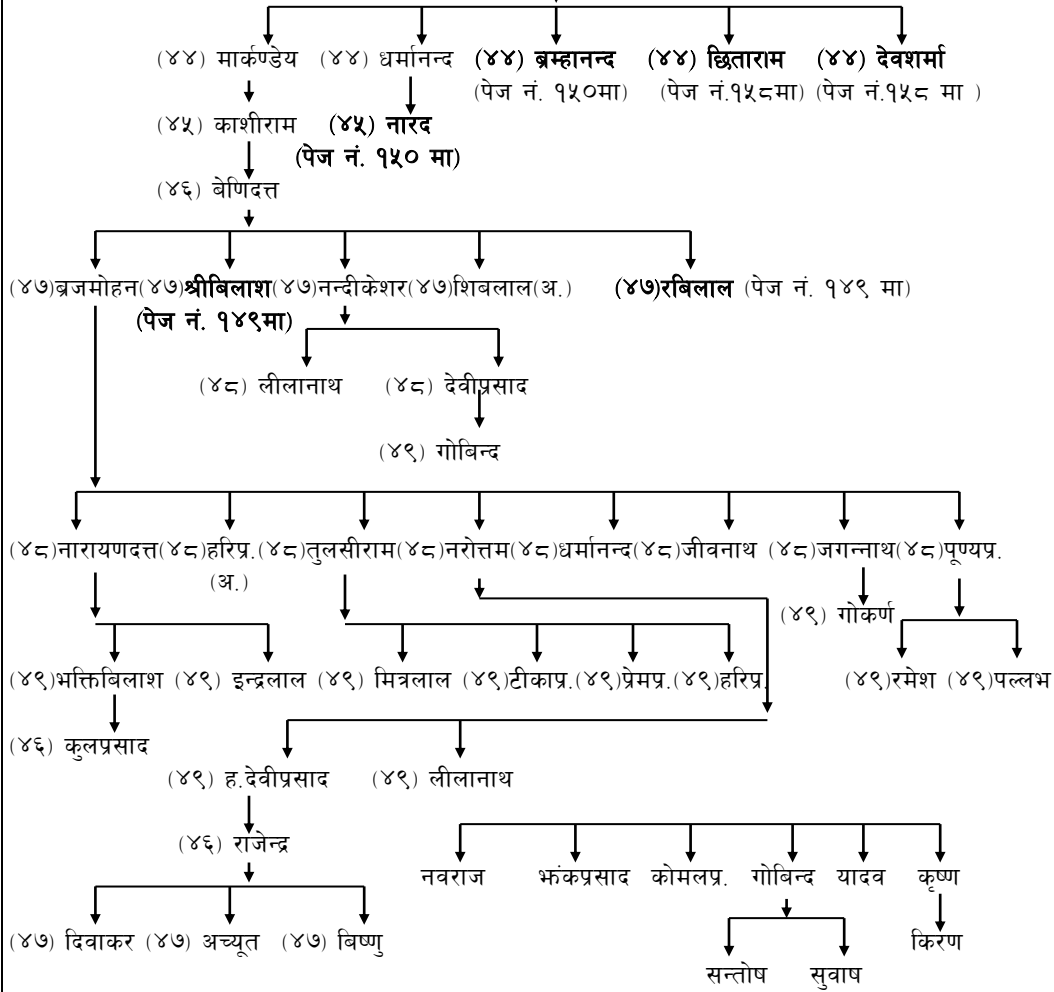 (४४) मार्कण्डेय (४४) धर्मानन्द (४४) ब्रम्हानन्द (४४) छिताराम (४४) देवशर्मा
(पेज नं. १५०मा) (पेज नं.१५८मा) (पेज नं.१५८ मा )
(४५) काशीराम (४५) नारद
(पेज नं. १५० मा)
(४६) बेणिदत्त
(४७)ब्रजमोहन(४७)श्रीबिलाश(४७)नन्दीकेशर(४७)शिबलाल(अ.) (४७)रबिलाल (पेज नं. १४९ मा)
(पेज नं. १४९मा)
(४८) लीलानाथ (४८) देवीप्रसाद
(४९) गोबिन्द
(४८)नारायणदत्त(४८)हरिप्र.(४८)तुलसीराम(४८)नरोत्तम(४८)धर्मानन्द(४८)जीवनाथ (४८)जगन्नाथ(४८)पूण्यप्र.
(अ.)
(४९) गोकर्ण
(४९)भक्तिबिलाश (४९) इन्द्रलाल (४९) मित्रलाल (४९)टीकाप्र.(४९)प्रेमप्र.(४९)हरिप्र. (४९)रमेश (४९)पल्लभ
(४६) कुलप्रसाद
(४९) ह.देवीप्रसाद (४९) लीलानाथ
(४६) राजेन्द्र
नवराज झंकप्रसाद कोमलप्र. गोबिन्द यादव कृष्ण
(४७) दिवाकर (४७) अच्यूत (४७) बिष्णु किरण
सन्तोष सुवाष